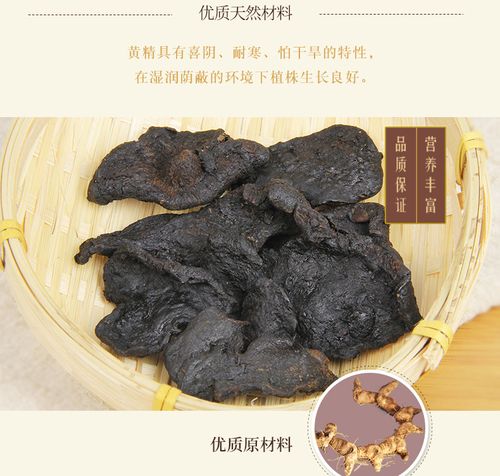 优质天然材料
黄精具有喜阴、耐寒、怕干旱的特性,
在湿润荫蔽的环境下植株生长良好。
营养丰富
品质保证
优质原材料